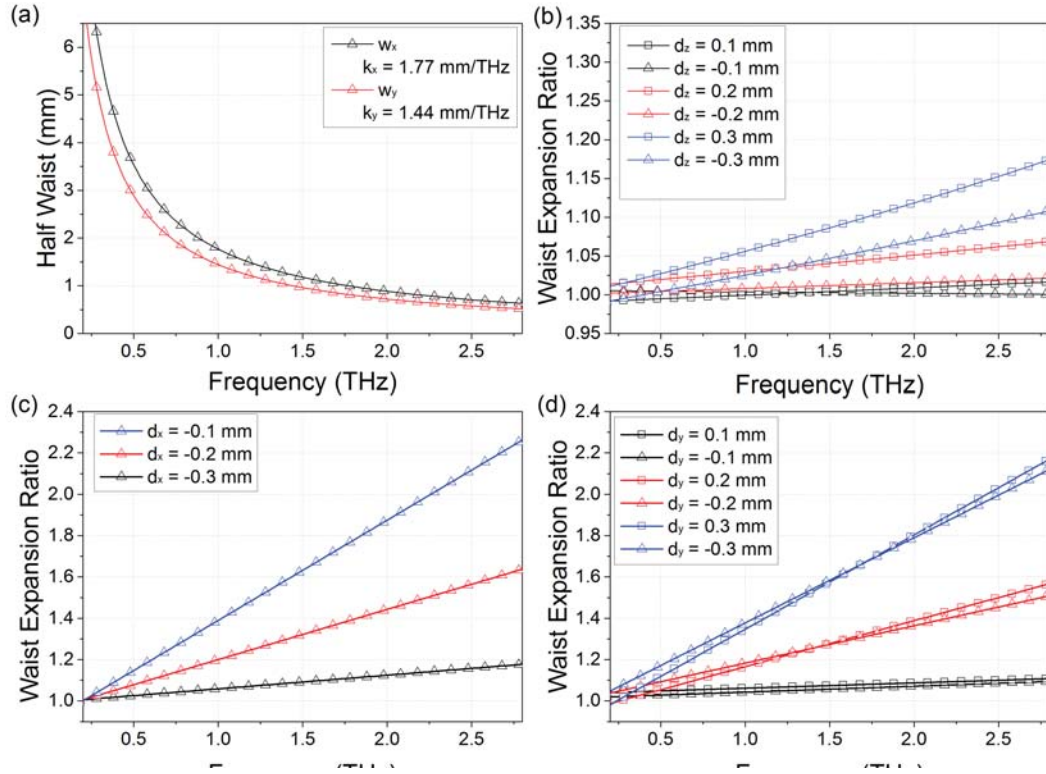 (a)
6
5
4
3
2
1
0
Half Waist (mm)
0.5 1.0 1.5 2.0 2.5
Frequency (THz)
wx
kx = 1.77 mm/THz
wy
ky = 1.44 mm/THz
(b)
1.35
1.30
1.25
1.20
1.15
1.10
1.05
1.00
0.95
Waist Expansion Ratio
0.5 1.0 1.5 2.0 2.5
Frequency (THz)
dz = 0.1 mm
dz = -0.1 mm
dz = 0.2 mm
dz = -0.2 mm
dz = 0.3 mm
dz = -0.3 mm
(c)
2.4
2.2
2.0
1.8
1.6
1.4
1.2
1.0
Waist Expansion Ratio
0.5 1.0 1.5 2.0 2.5
Frequency (THz)
dx = -0.1 mm
dx = -0.2 mm
dx = -0.3 mm
(d)
2.4
2.2
2.0
1.8
1.6
1.4
1.2
1.0
Waist Expansion Ratio
0.5 1.0 1.5 2.0 2.5
Frequency (THz)
dy = 0.1 mm
dy = -0.1 mm
dy = 0.2 mm
dy = -0.2 mm
dy = 0.3 mm
dy = -0.3 mm